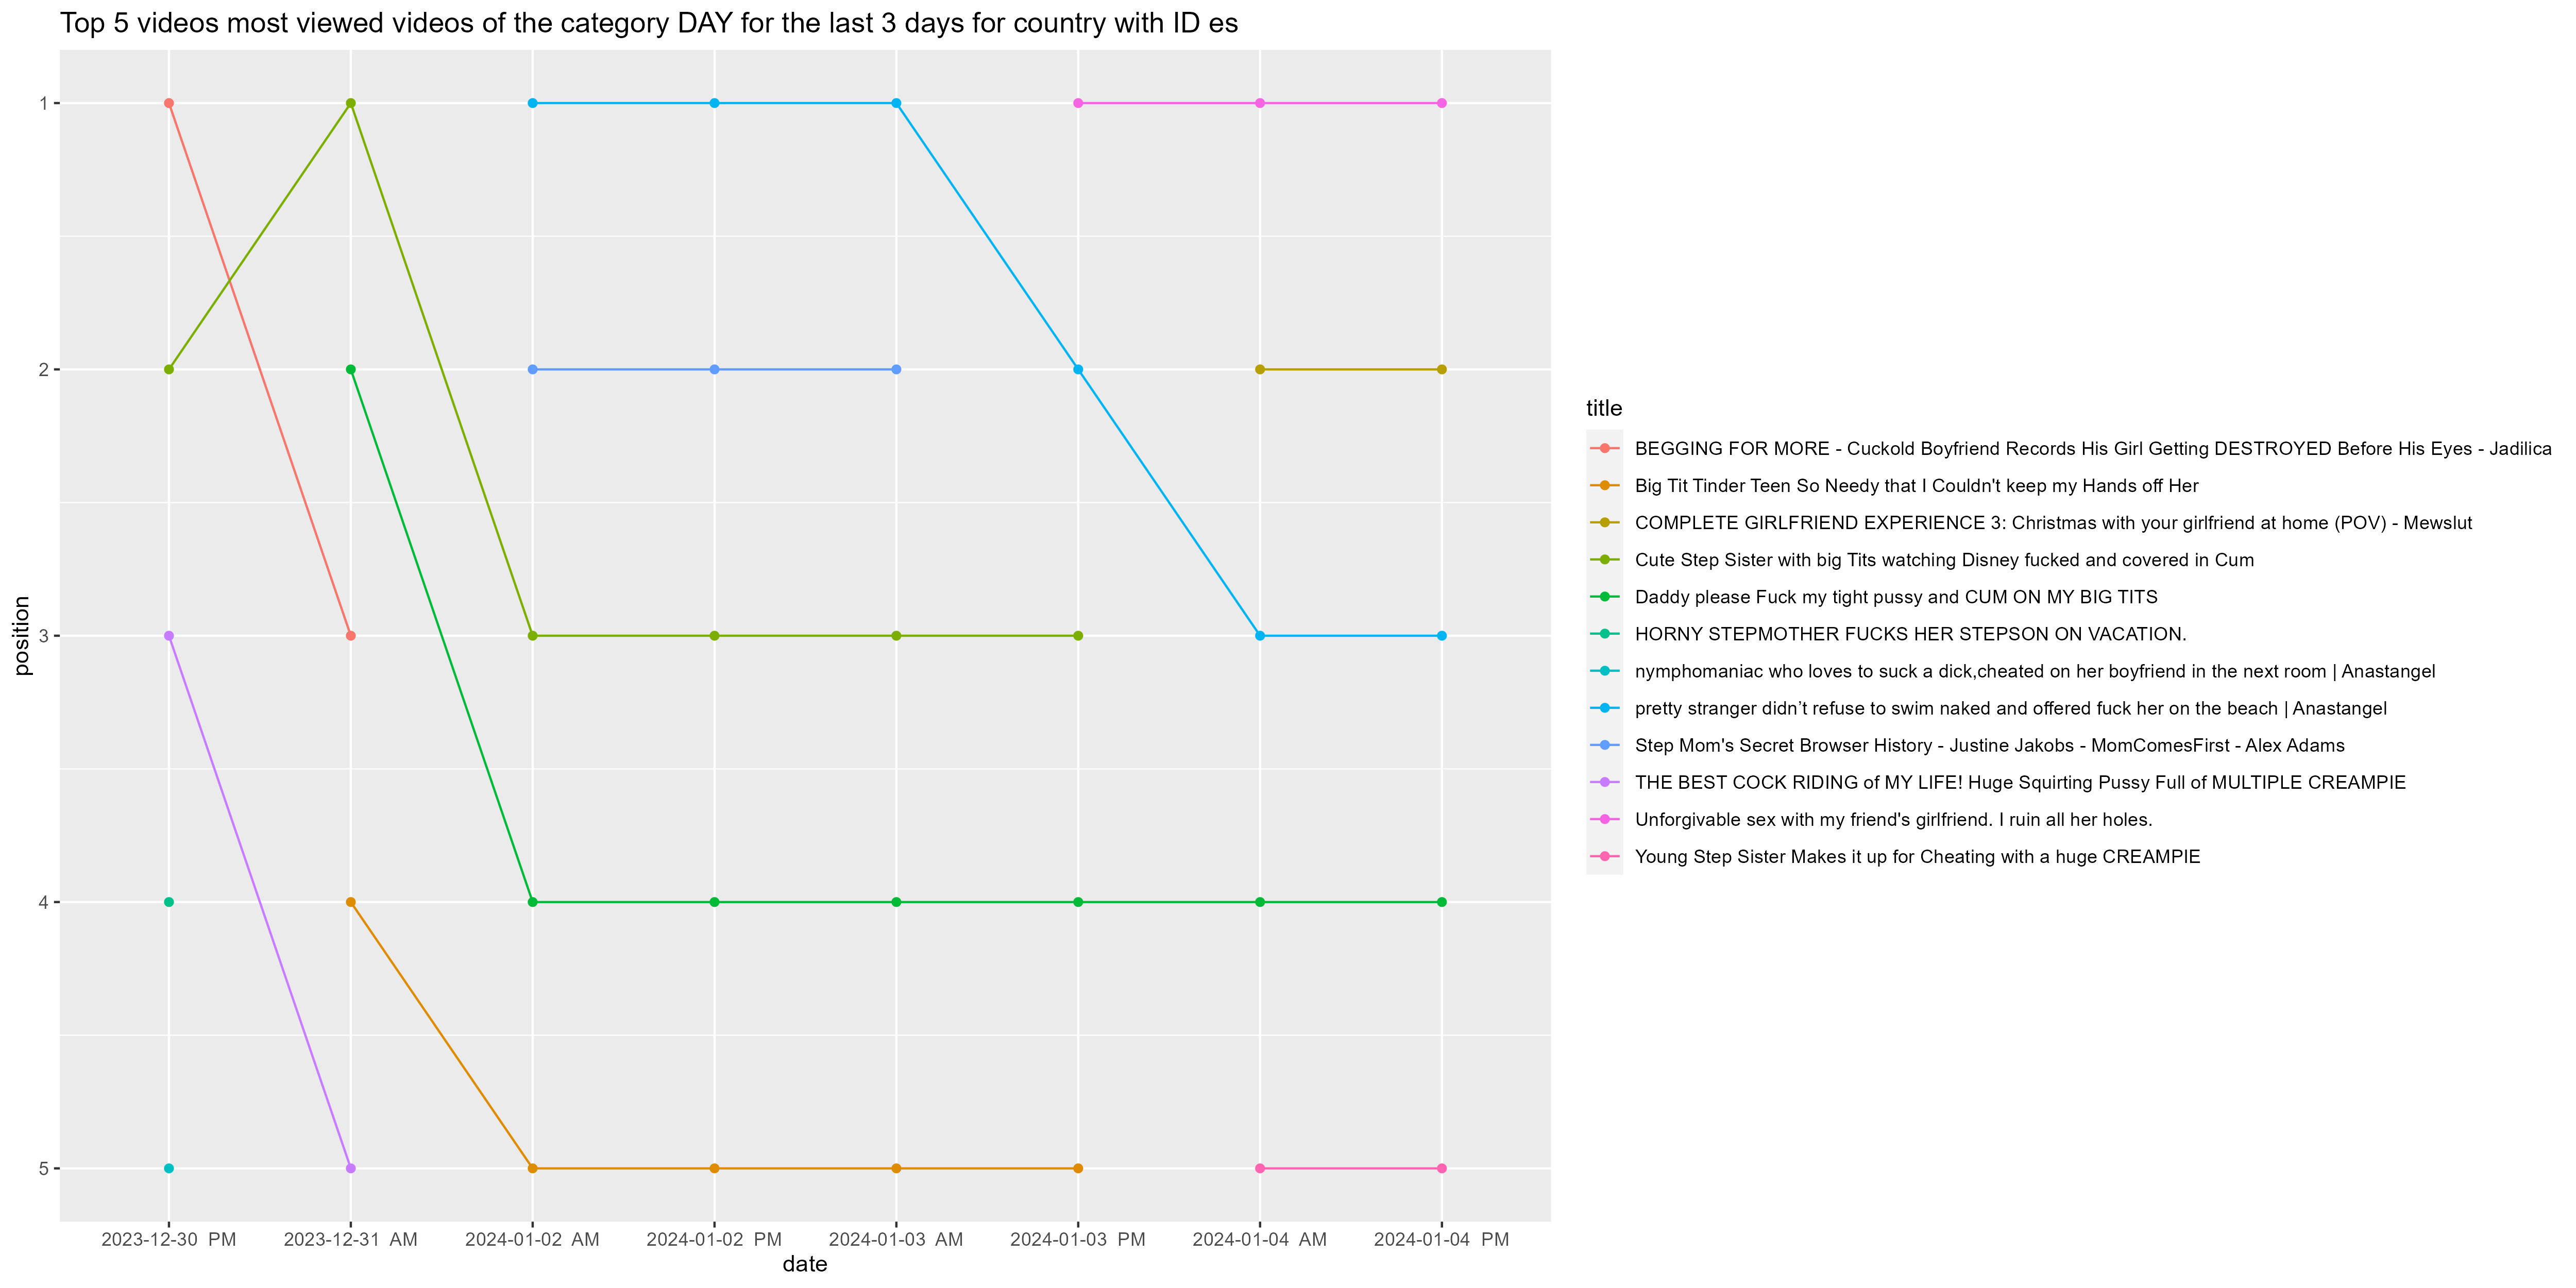 Top 5 videos most viewed videos of the category DAY for the last 3 days for country with ID es
position
1
2
3
4
5
2023-12-30 PM
2023-12-31 AM
2024-01-02 AM
2024-01-02 PM
2024-01-03 AM
2024-01-03 PM
2024-01-04 AM
2024-01-04 PM
date
title
BEGGING FOR MORE - Cuckold Boyfriend Records His Girl Getting DESTROYED Before His Eyes - Jadilica
Big Tit Tinder Teen So Needy that I Couldn't keep my Hands off Her
COMPLETE GIRLFRIEND EXPERIENCE 3: Christmas with your girlfriend at home (POV) - Mewslut
Cute Step Sister with big Tits watching Disney fucked and covered in Cum
Daddy please Fuck my tight pussy and CUM ON MY BIG TITS
HORNY STEPMOTHER FUCKS HER STEPSON ON VACATION.
nymphomaniac who loves to suck a dick,cheated on her boyfriend in the next room | Anastangel
pretty stranger didn’t refuse to swim naked and offered fuck her on the beach | Anastangel
Step Mom's Secret Browser History - Justine Jakobs - MomComesFirst - Alex Adams
THE BEST COCK RIDING of MY LIFE! Huge Squirting Pussy Full of MULTIPLE CREAMPIE
Unforgivable sex with my friend's girlfriend. I ruin all her holes.
Young Step Sister Makes it up for Cheating with a huge CREAMPIE